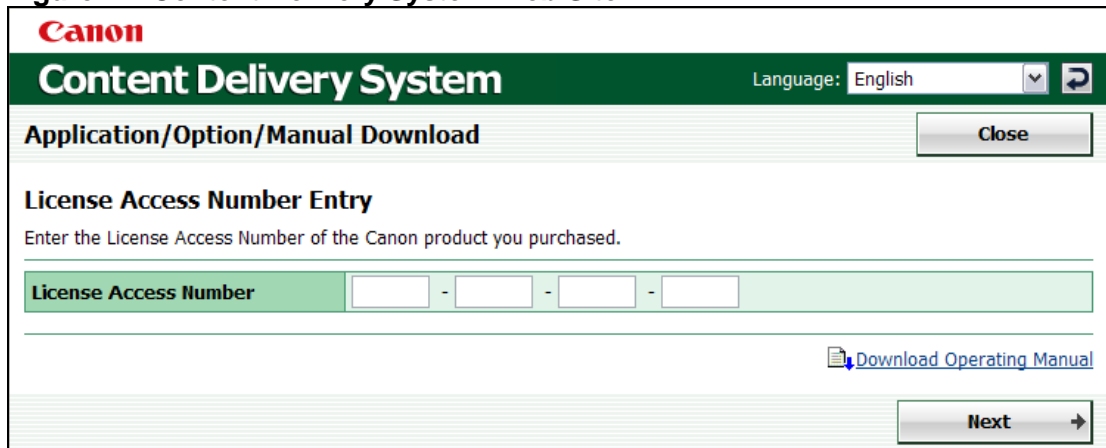 Canon
Content Delivery System Language: English
Application/Option/Manual Download Close
License Access Number Entry
Enter the License Access Number of the Canon product you purchased.
License Access Number - - -
Download Operating Manual
Next